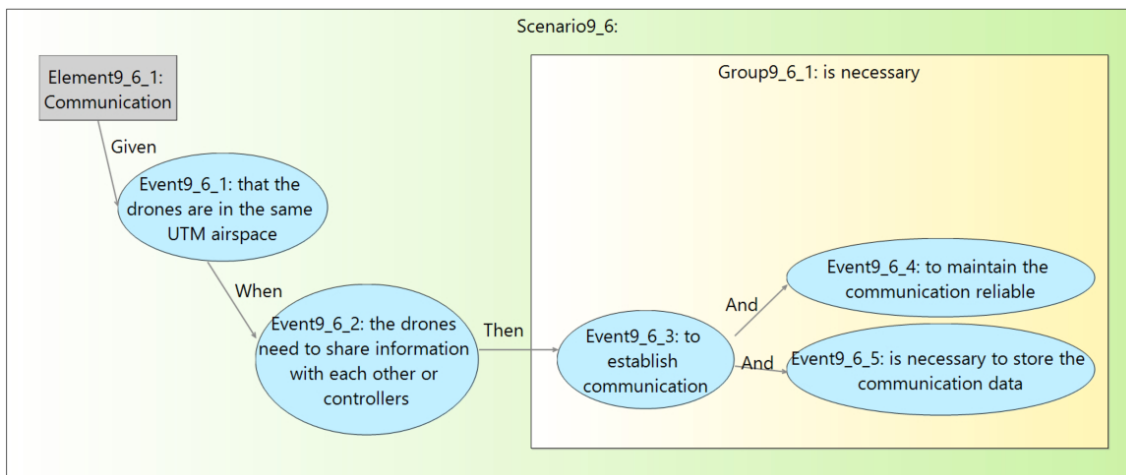 Scenario9_6:
Element9_6_1:
Communication
Group9_6_1: is necessary
Given
Event9_6_1: that the
drones are in the same
UTM airspace
When
Event9_6_2: the drones
need to share information
with each other or
controllers
Then
Event9_6_3: to
establish
communication
And
Event9_6_4: to maintain the
communication reliable
And
Event9_6_5: is necessary to store the
communication data